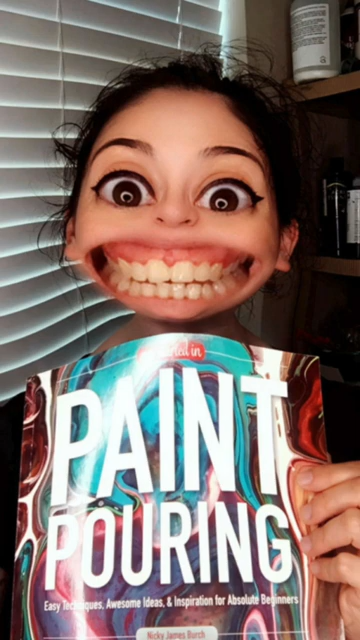 PAINT
POURING
Easy Techniques, Awesome Ideas, & Inspiration for Absolute Beginners
Nicky James Burch